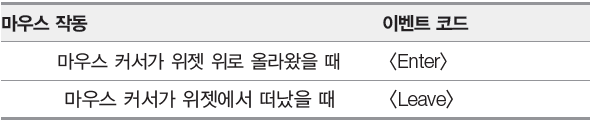 마우스 작동 이벤트 코드
마우스 커서가 위젯 위로 올라왔을 때 〈Enter〉
마우스 커서가 위젯에서 떠났을 때 〈Leave〉